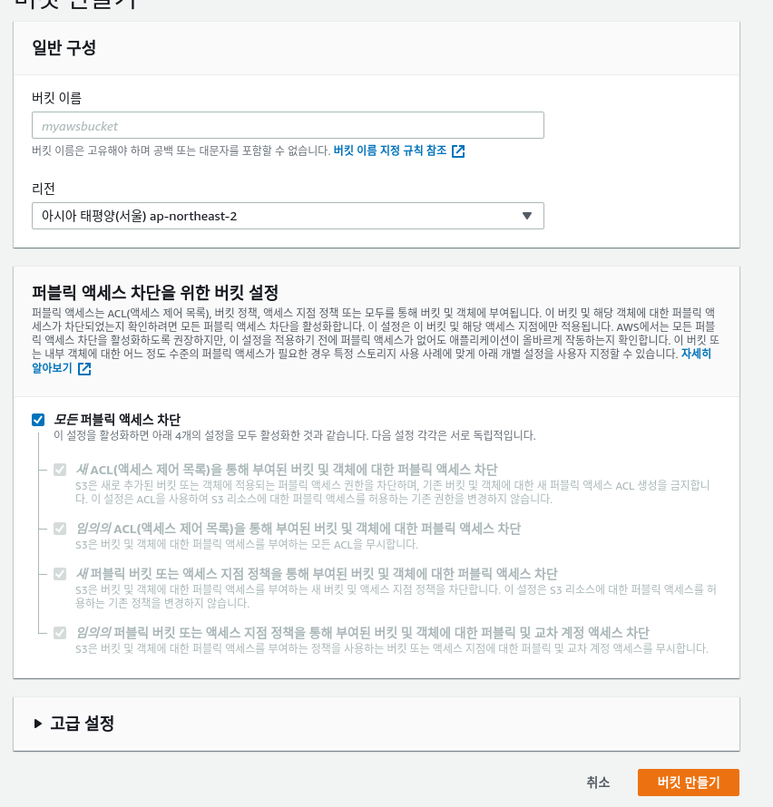 버킷 만들기
일반 구성
버킷 이름
myawsbucket
버킷 이름은 고유해야 하며 공백 또는 대문자를 포함할 수 없습니다. 버킷 이름 지정 규칙 참조
리전
아시아 태평양(서울) ap-northeast-2
퍼블릭 액세스 차단을 위한 버킷 설정
퍼블릭 액세스는 ACL(액세스 제어 목록), 버킷 정책, 액세스 지점 정책 또는 모두를 통해 버킷 및 객체에 부여됩니다. 이 버킷 및 해당 객체에 대한 퍼블릭 액
세스가 차단되었는지 확인하려면 모든 퍼블릭 액세스 차단을 활성화합니다. 이 설정은 이 버킷 및 해당 액세스 지점에만 적용됩니다. AWS에서는 모든 퍼블
릭 액세스 차단을 활성화하도록 권장하지만, 이 설정을 적용하기 전에 퍼블릭 액세스가 없어도 애플리케이션이 올바르게 작동하는지 확인합니다. 이 버킷 또
는 내부 객체에 대한 어느 정도 수준의 퍼블릭 액세스가 필요한 경우 특정 스토리지 사용 사례에 맞게 아래 개별 설정을 사용자 지정할 수 있습니다. 자세히
알아보기
모든 퍼블릭 액세스 차단
이 설정을 활성화하면 아래 4개의 설정을 모두 활성화한 것과 같습니다. 다음 설정 각각은 서로 독립적입니다.
새 ACL(액세스 제어 목록)을 통해 부여된 버킷 및 객체에 대한 퍼블릭 액세스 차단
S3은 새로 추가된 버킷 또는 객체에 적용되는 퍼블릭 액세스 권한을 차단하며, 기존 버킷 및 객체에 대한 새 퍼블릭 액세스 ACL 생성을 금지합니
다. 이 설정은 ACL을 사용하여 S3 리소스에 대한 퍼블릭 액세스를 허용하는 기존 권한을 변경하지 않습니다.
임의의 ACL(액세스 제어 목록)을 통해 부여된 버킷 및 객체에 대한 퍼블릭 액세스 차단
S3은 버킷 및 객체에 대한 퍼블릭 액세스를 부여하는 모든 ACL을 무시합니다.
새 퍼블릭 버킷 또는 액세스 지점 정책을 통해 부여된 버킷 및 객체에 대한 퍼블릭 액세스 차단
S3은 버킷 및 객체에 대한 퍼블릭 액세스를 부여하는 새 버킷 및 액세스 지점 정책을 차단합니다. 이 설정은 S3 리소스에 대한 퍼블릭 액세스를 허
용하는 기존 정책을 변경하지 않습니다.
임의의 퍼블릭 버킷 또는 액세스 지점 정책을 통해 부여된 버킷 및 객체에 대한 퍼블릭 및 교차 계정 액세스 차단
S3은 버킷 및 객체에 대한 퍼블릭 액세스를 부여하는 정책을 사용하는 버킷 또는 액세스 지점에 대한 퍼블릭 및 교차 계정 액세스를 무시합니다.
고급 설정
취소
버킷 만들기